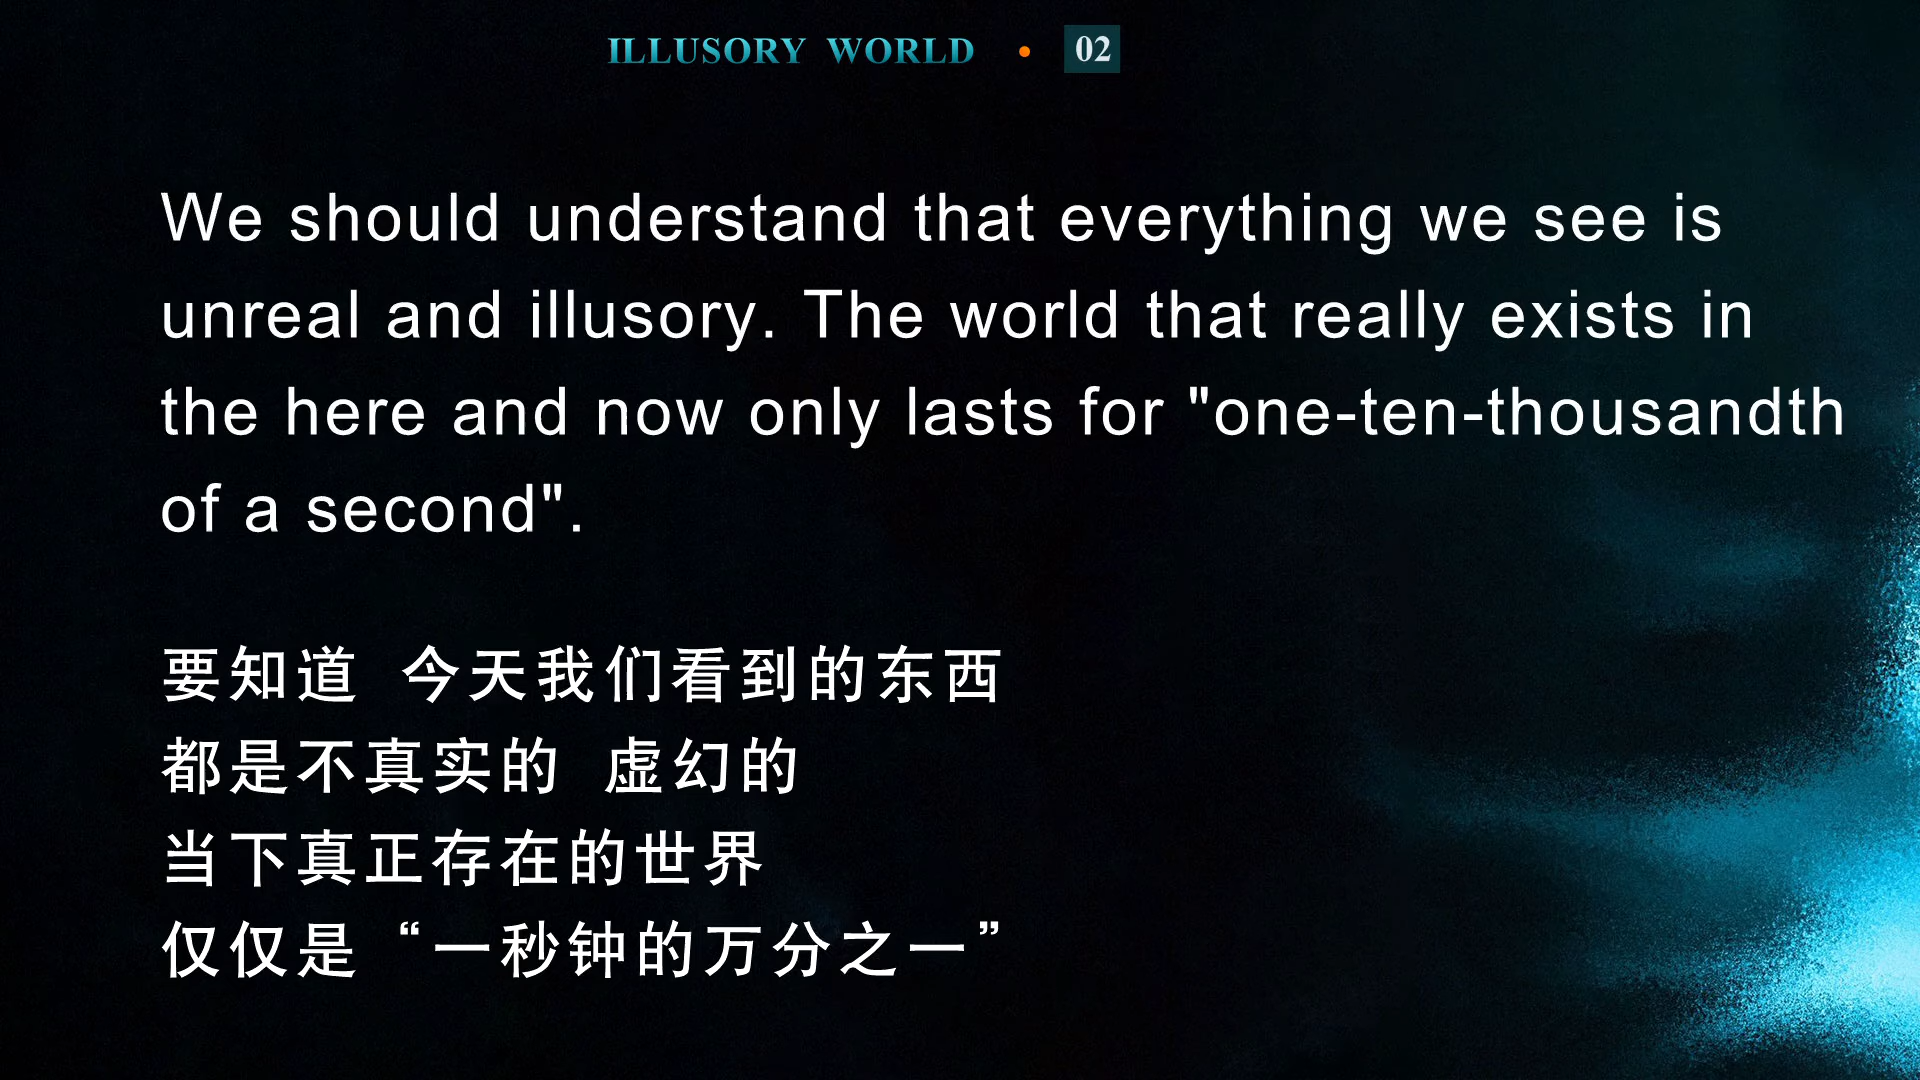 ILLUSORY WORLD • 02
We should understand that everything we see is
unreal and illusory. The world that really exists in
the here and now only lasts for "one-ten-thousandth
of a second".
要知道 今天我们看到的东西
都是不真实的 虚幻的
当下真正存在的世界
仅仅是“一秒钟的万分之一”